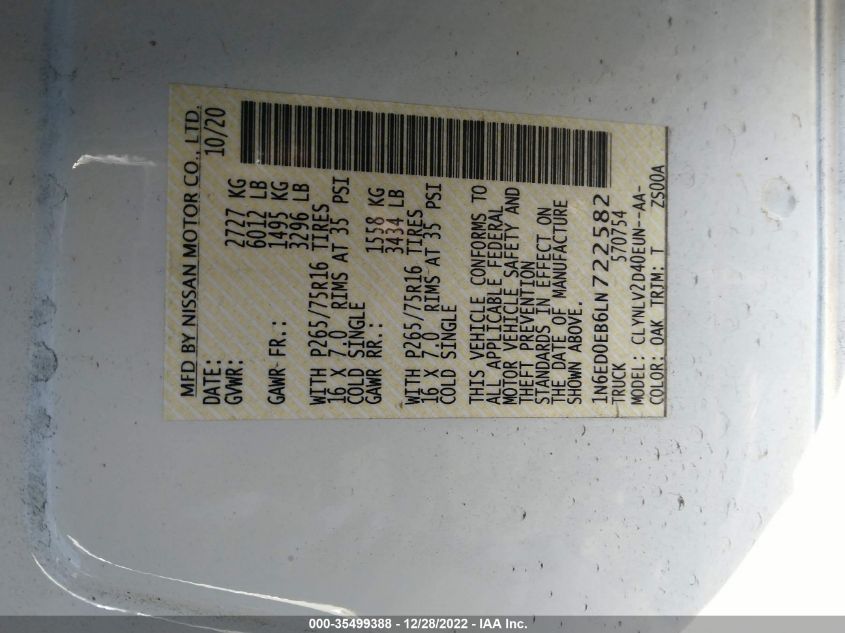 MFD BY NISSAN MOTOR CO., LTD.
DATE: 10/20
GVWR: 2727 KG
6012 LB
GAWR FR.: 1495 KG
3296 LB
WITH P265/75R16 TIRES
16 X 7.0 RIMS AT 35 PSI
COLD SINGLE
GAWR RR.: 1558 KG
3434 LB
WITH P265/75R16 TIRES
16 X 7.0 RIMS AT 35 PSI
COLD SINGLE
THIS VEHICLE CONFORMS TO
ALL APPLICABLE FEDERAL
MOTOR VEHICLE SAFETY AND
THEFT PREVENTION
STANDARDS IN EFFECT ON
THE DATE OF MANUFACTURE
SHOWN ABOVE.
1N6ED0EB6LN722582
TRUCK 570754
MODEL: CLYNLV2D40EUN--AA-
COLOR: OAK TRIM: T ZS00A
000-35499388 - 12/28/2022 - IAA Inc.